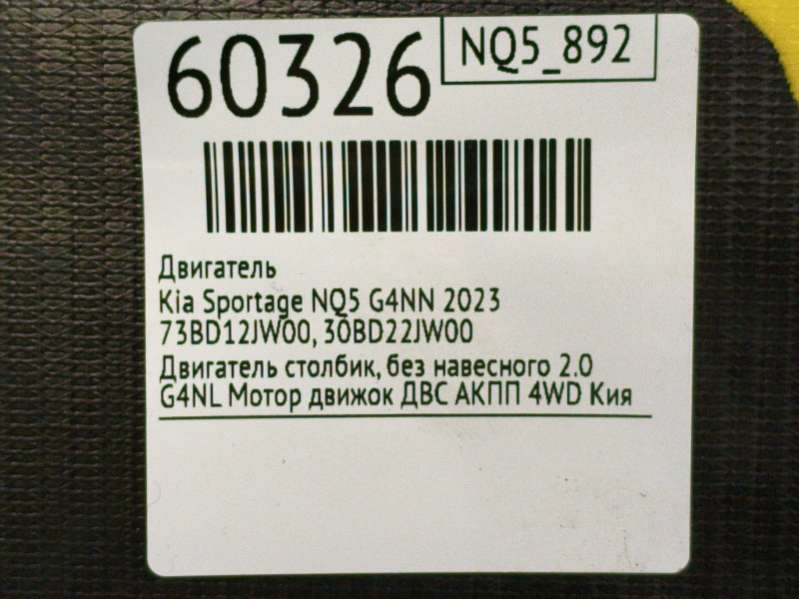 60326
NQ5_892
Двигатель
Kia Sportage NQ5 G4NN 2023
73BD12JW00, 30BD22JW00
Двигатель столбик, без навесного 2.0
G4NL Мотор движок ДВС АКПП 4WD Кия